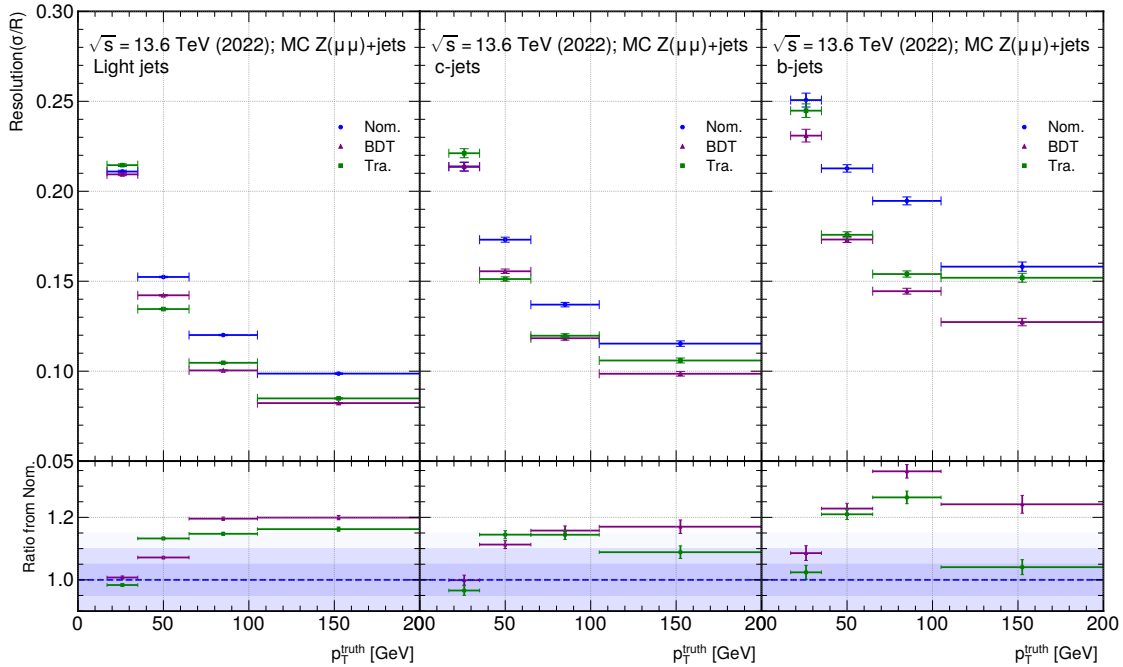 Resolution(σ/R)
0.30
0.25
0.20
0.15
0.10
0.05
√s = 13.6 TeV (2022); MC Z(μμ)+jets
Light jets
Nom.
BDT
Tra.
√s = 13.6 TeV (2022); MC Z(μμ)+jets
c-jets
Nom.
BDT
Tra.
√s = 13.6 TeV (2022); MC Z(μμ)+jets
b-jets
Nom.
BDT
Tra.
Ratio from Nom.
1.2
1.0
0 50 100 150 200 50 100 150 200 50 100 150 200
p_T^truth [GeV] p_T^truth [GeV] p_T^truth [GeV]